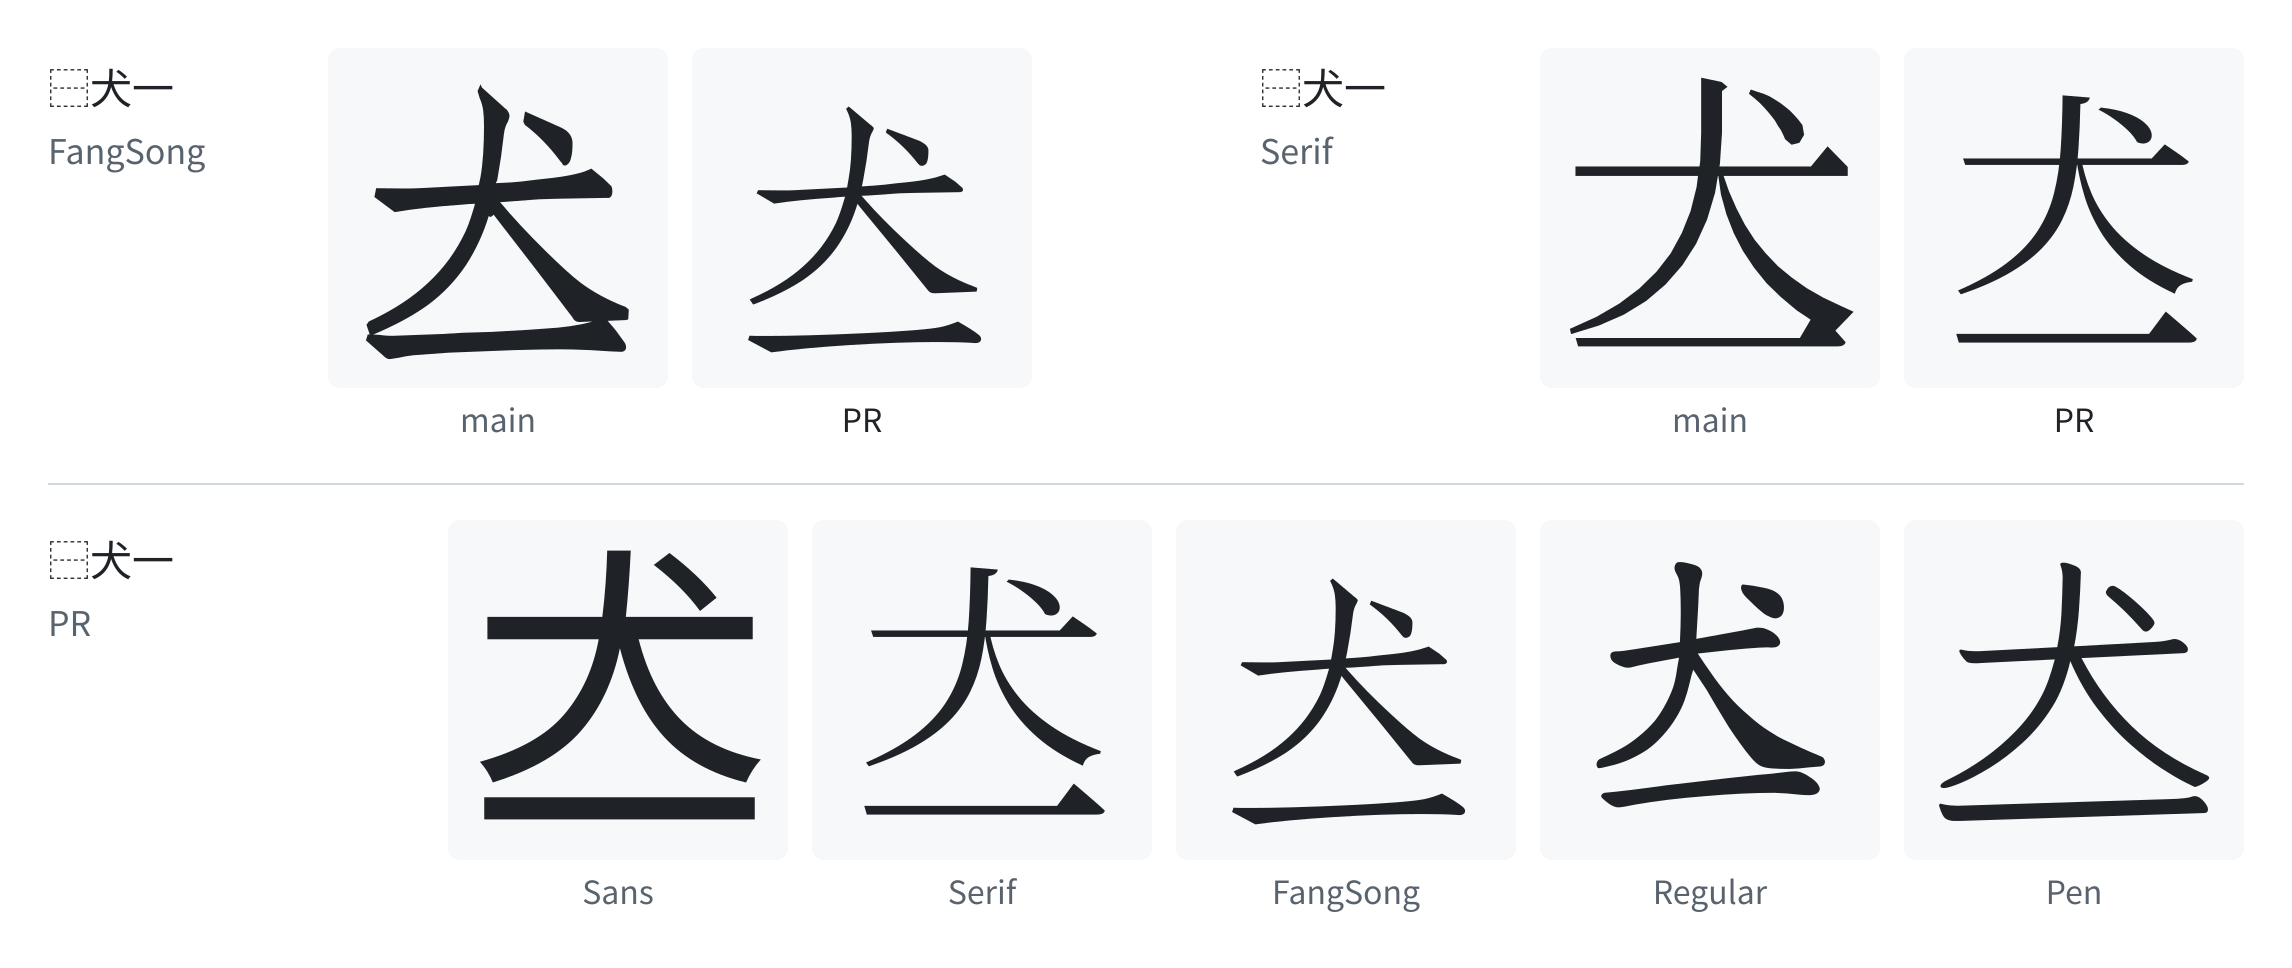 ⿱犬一
FangSong
main
PR
⿱犬一
Serif
main
PR
⿱犬一
PR
Sans
Serif
FangSong
Regular
Pen